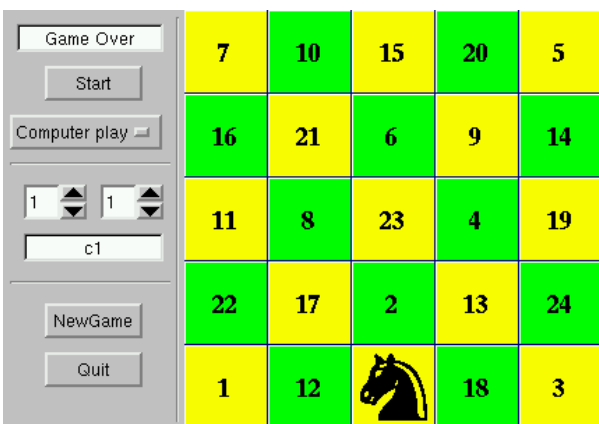 Game Over
Start
Computer play
1 1
c1
NewGame
Quit
7 10 15 20 5
16 21 6 9 14
11 8 23 4 19
22 17 2 13 24
1 12 18 3